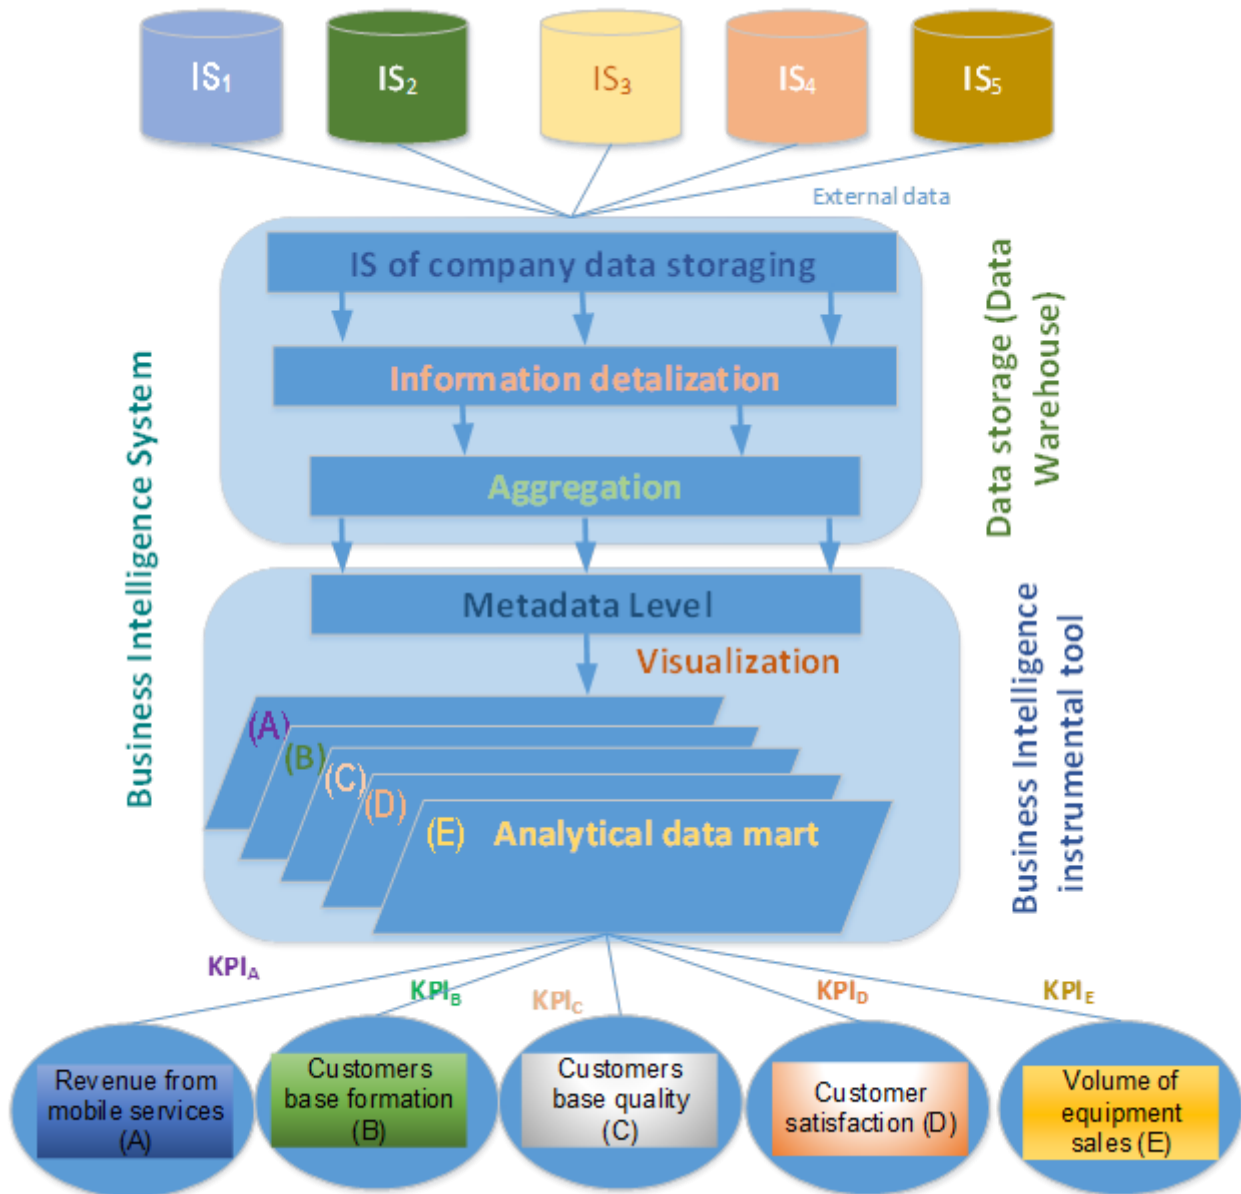 IS1
IS2
IS3
IS4
IS5
External data
IS of company data storaging
Information detalization
Aggregation
Data storage (Data
Warehouse)
Business Intelligence System
Metadata Level
Visualization
(A)
(B)
(C)
(D)
(E) Analytical data mart
Business Intelligence
instrumental tool
KPIA
KPIB
KPIC
KPID
KPIE
Revenue from
mobile services
(A)
Customers
base formation
(B)
Customers
base quality
(C)
Customer
satisfaction (D)
Volume of
equipment
sales (E)